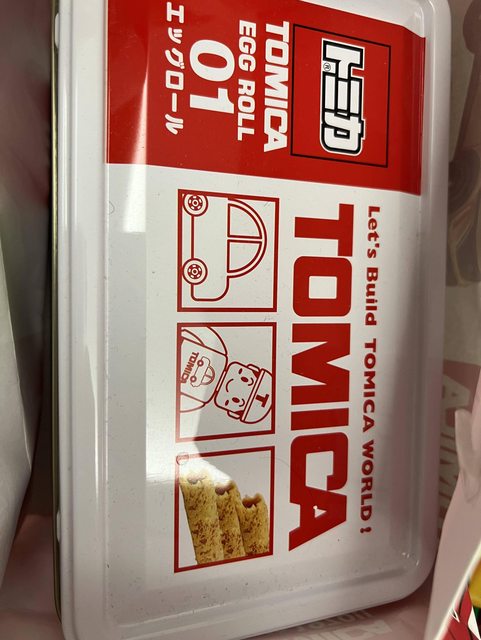 トミカ
®
TOMICA
EGG ROLL
01
エッグロール
Let's Build TOMICA WORLD!
TOMICA
TOMICA
T